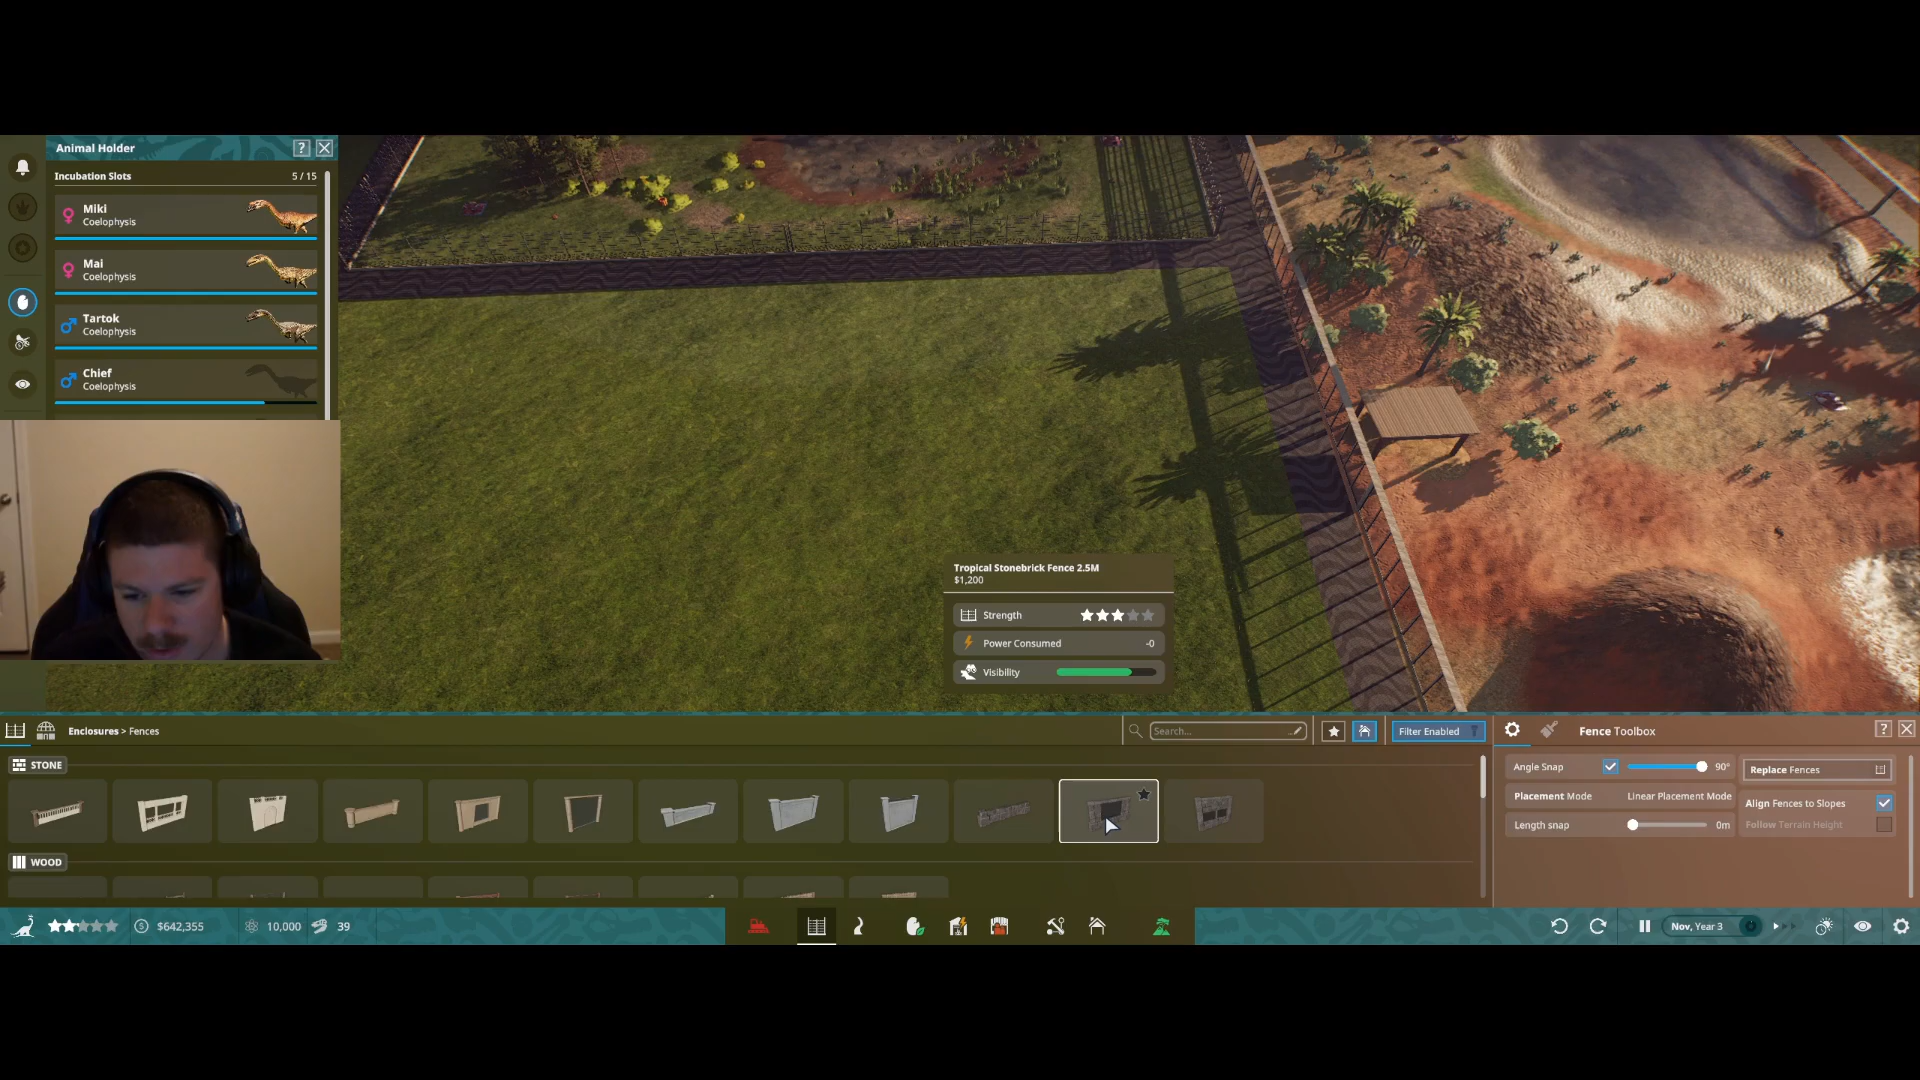 Animal Holder
?
Incubation Slots 5 / 15
Miki
Coelophysis
Mai
Coelophysis
Tartok
Coelophysis
Chief
Coelophysis
Tropical Stonebrick Fence 2.5M
$1,200
Strength
Power Consumed -0
Visibility
Enclosures > Fences
Search...
Filter Enabled
Fence Toolbox
?
STONE
Angle Snap 90°
Replace Fences
Placement Mode Linear Placement Mode
Align Fences to Slopes
Length snap 0m
Follow Terrain Height
WOOD
$642,355
10,000
39
Nov, Year 3